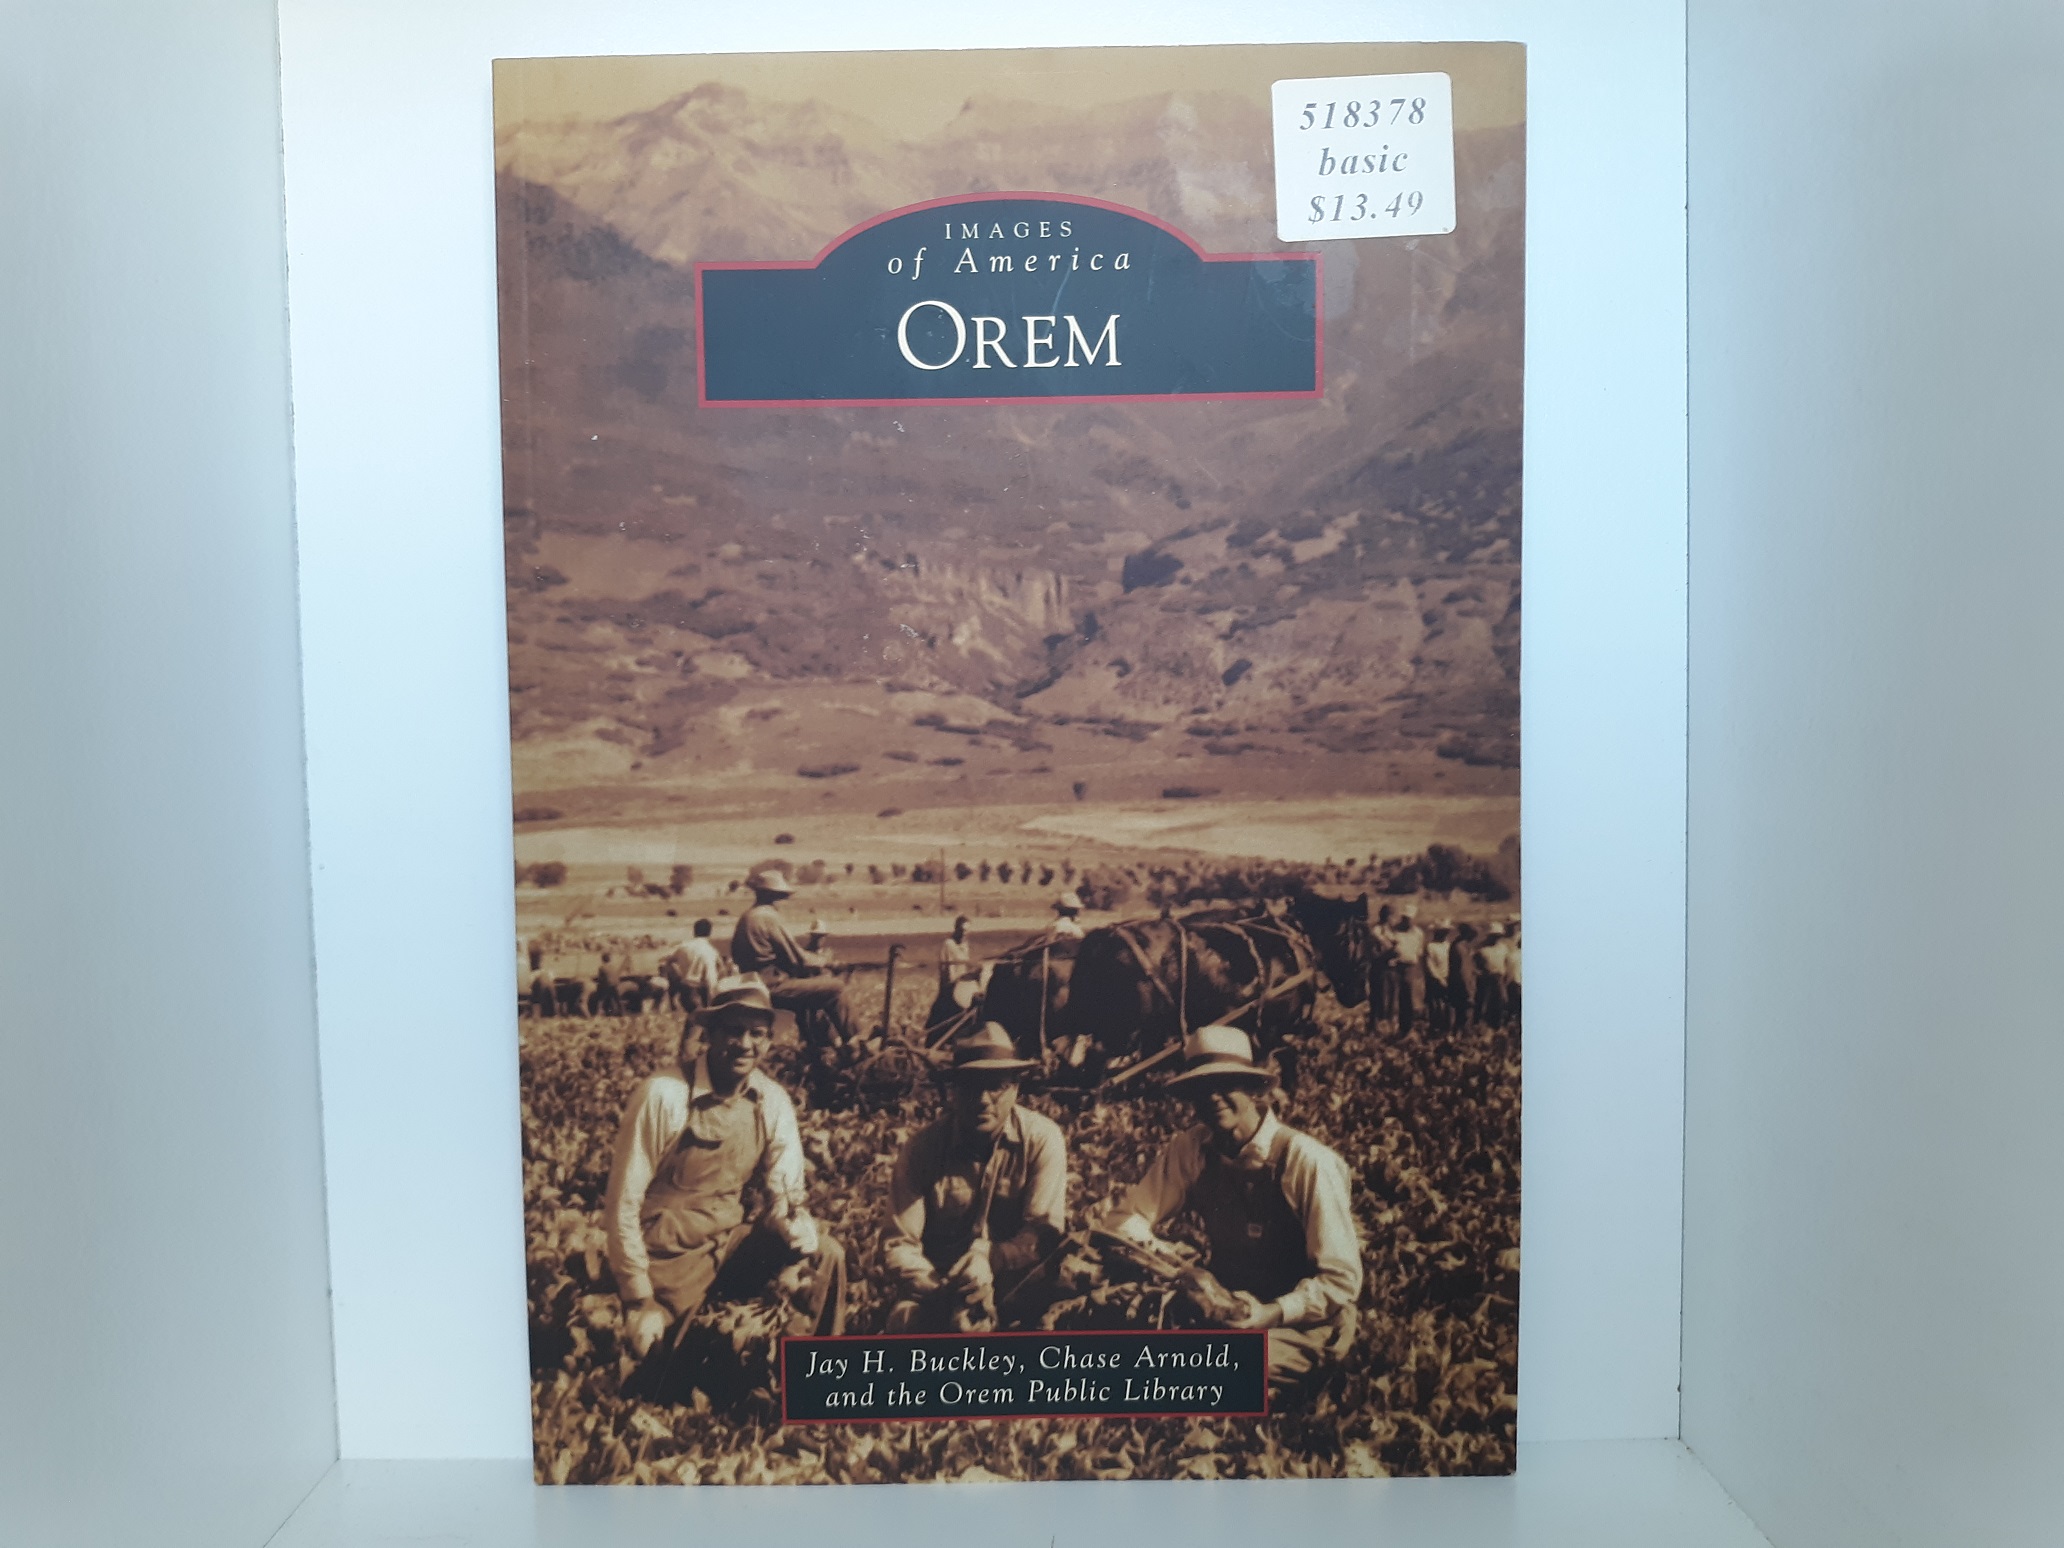 518378
basic
$13.49
IMAGES
of America
OREM
Jay H. Buckley, Chase Arnold,
and the Orem Public Library